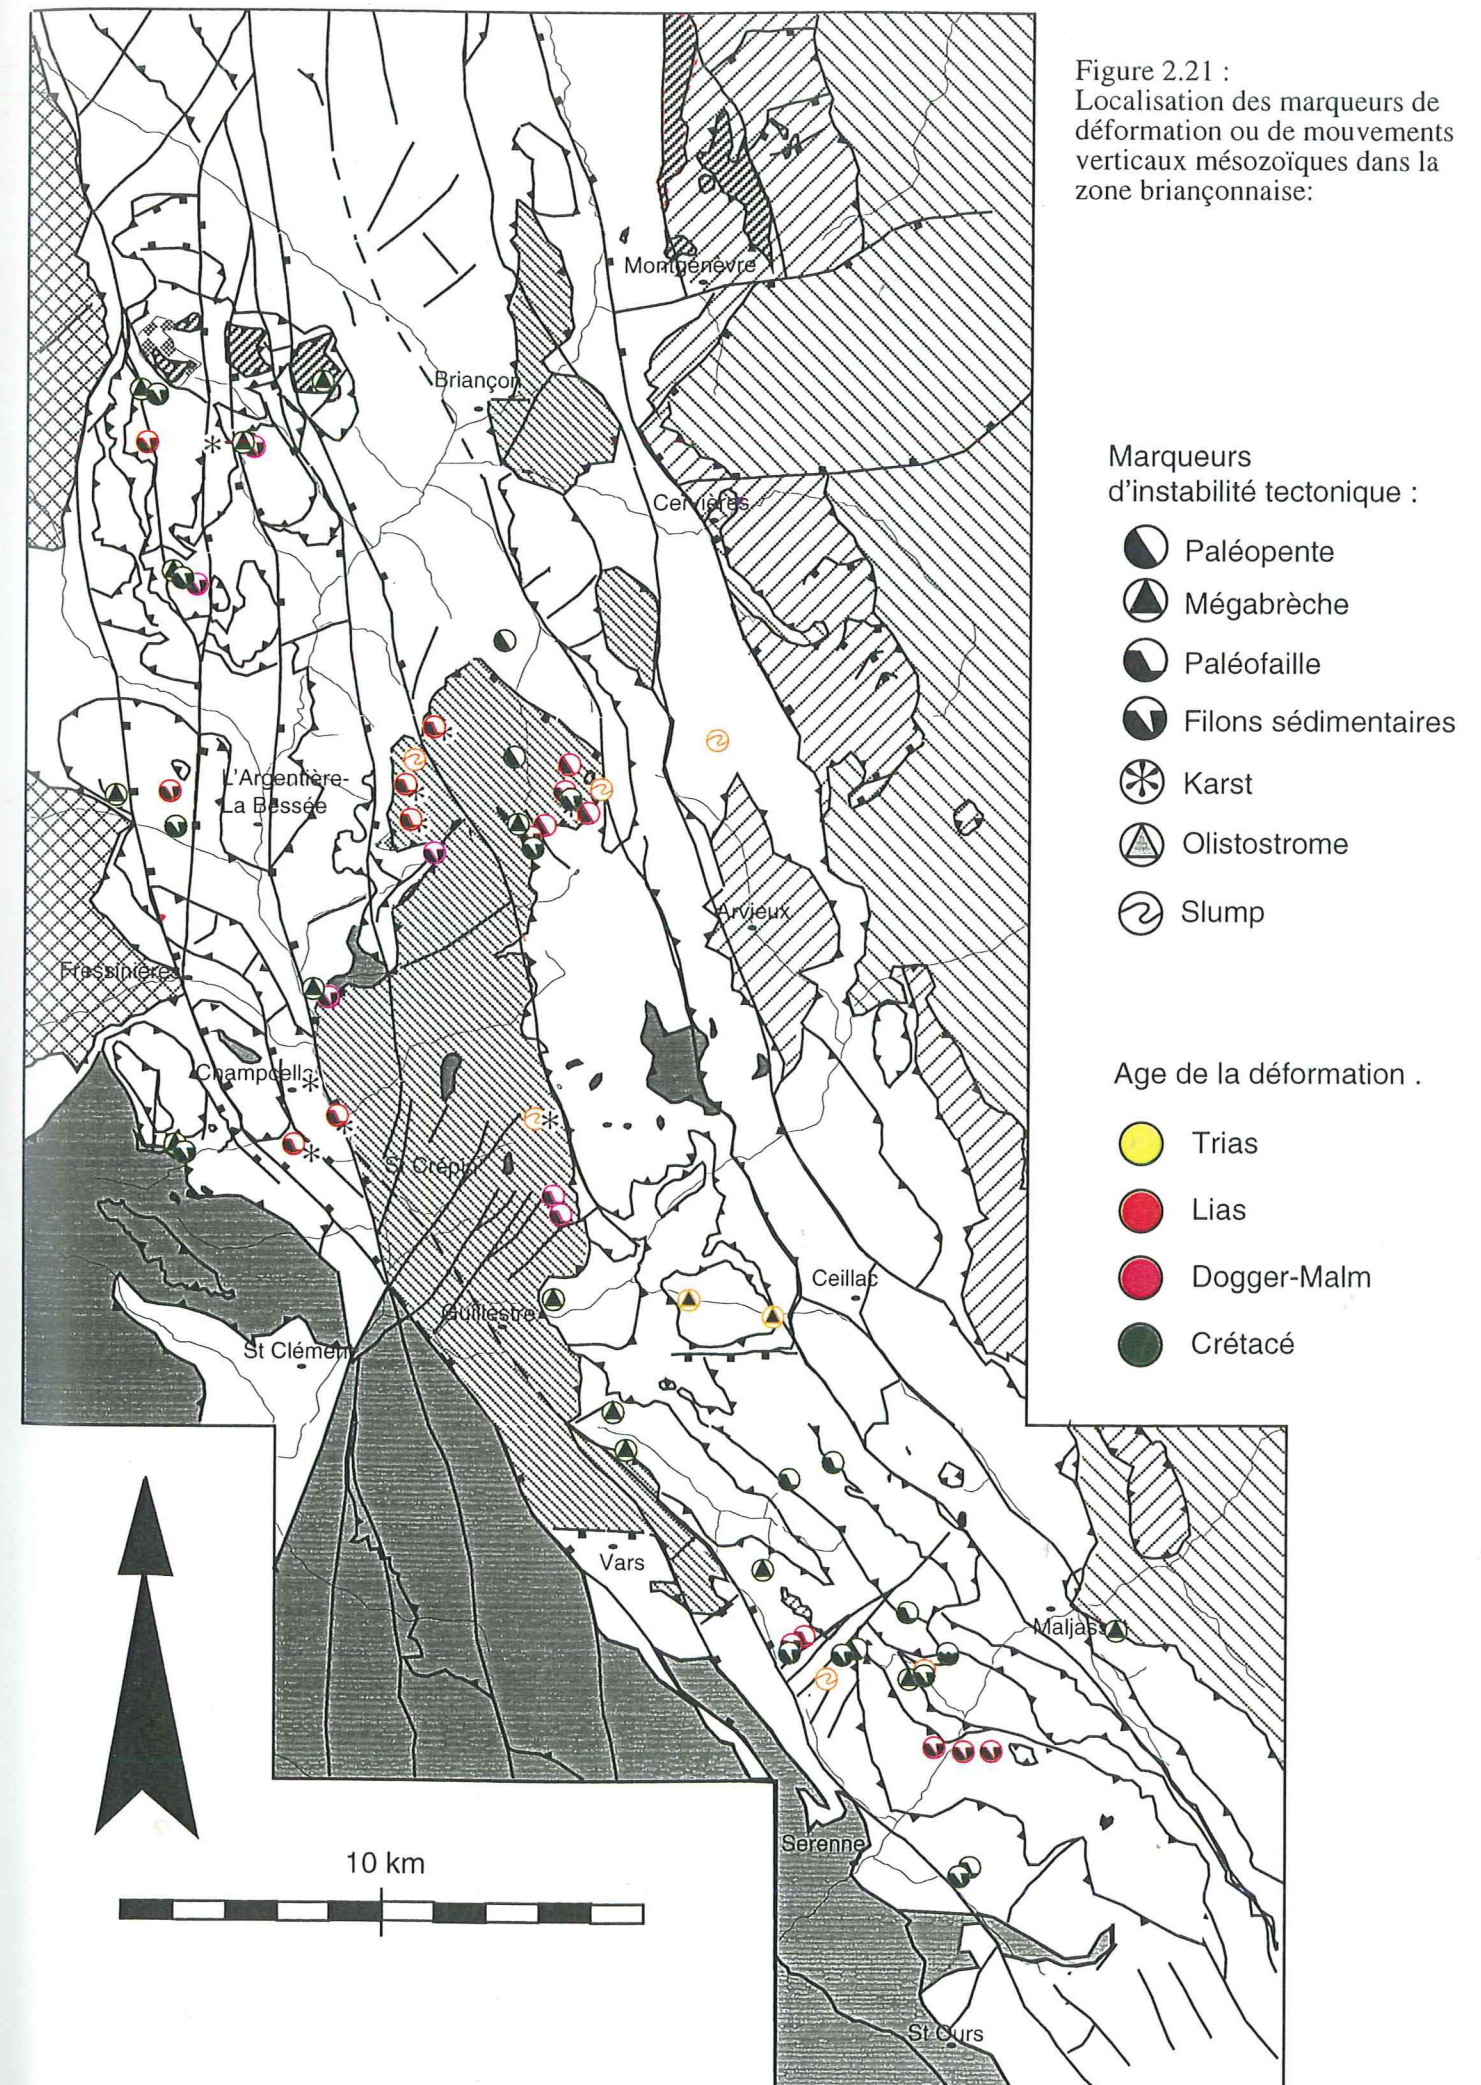 Figure 2.21 :
Localisation des marqueurs de
déformation ou de mouvements
verticaux mésozoïques dans la
zone briançonnaise:
Montgenèvre
Briançon
Cervières
L'Argentière-
La Bessée
Arvieux
Fressinières
Champcella
St Crépin
Ceillac
Guillestre
St Clément
Vars
Maljasset
Serenne
St Ours
10 km
Marqueurs
d'instabilité tectonique :
Paléopente
Mégabrèche
Paléofaille
Filons sédimentaires
Karst
Olistostrome
Slump
Age de la déformation .
Trias
Lias
Dogger-Malm
Crétacé